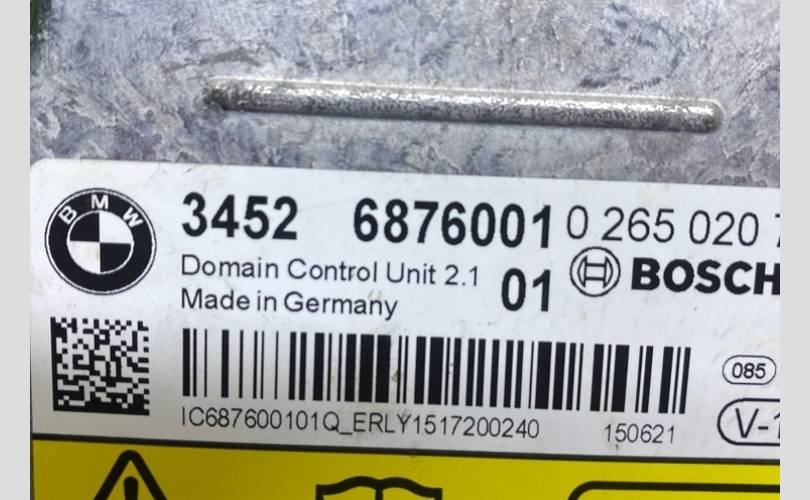 BMW
3452 6876001 0 265 020
Domain Control Unit 2.1 01 BOSCH
Made in Germany
085
IC687600101Q_ERLY1517200240 150621